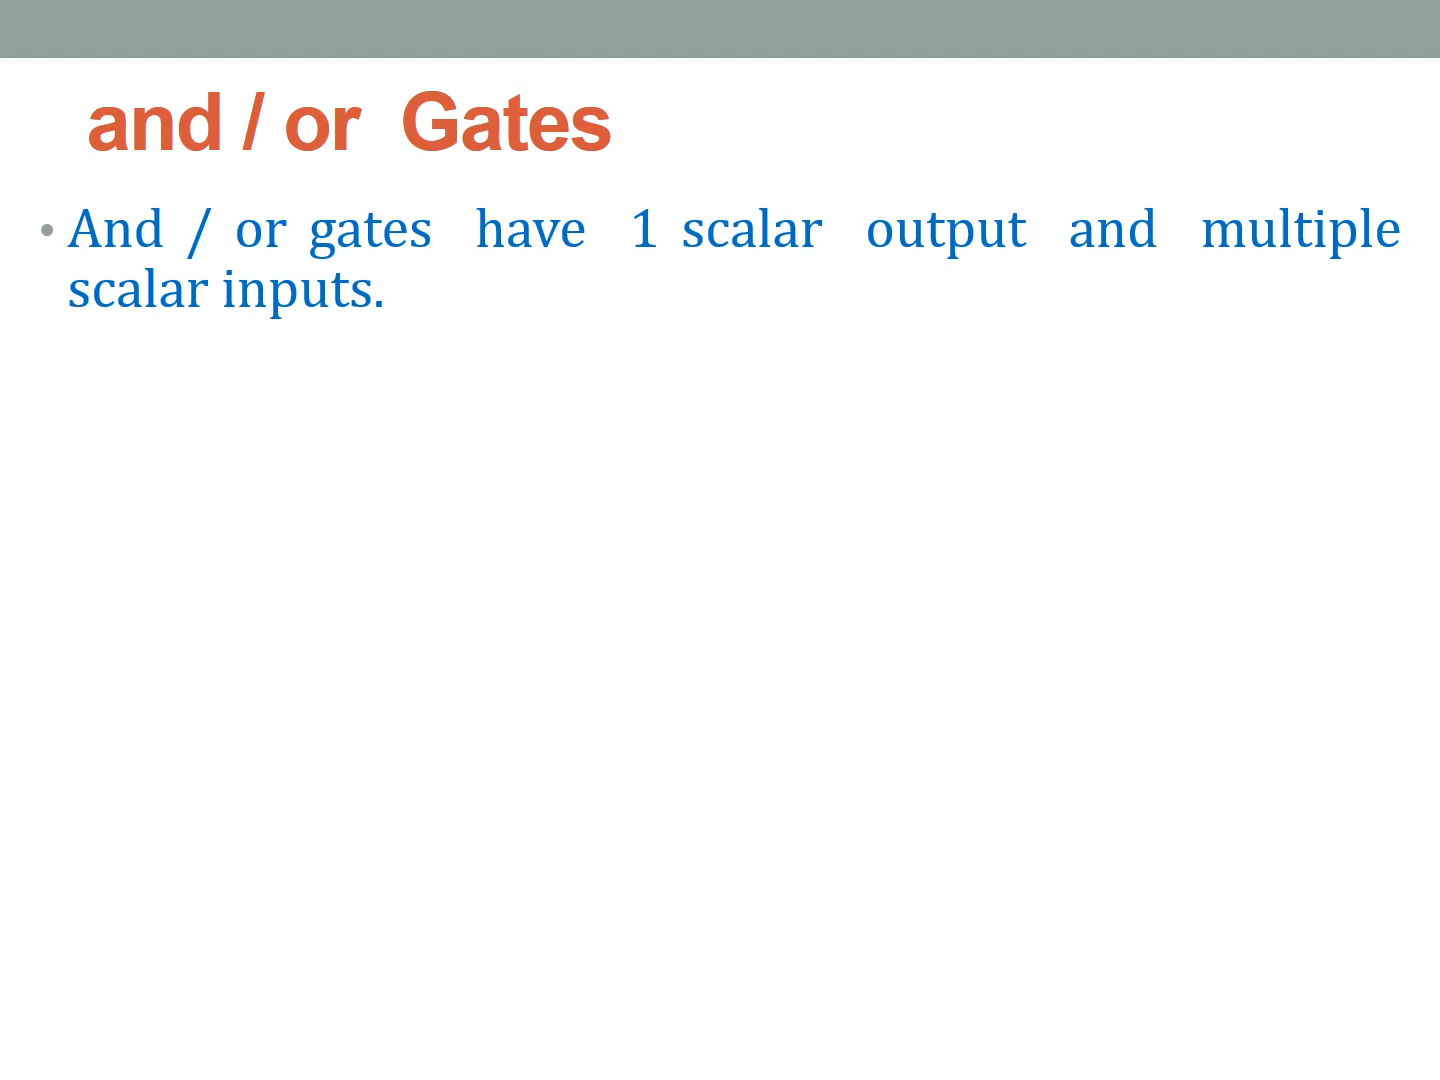 and / or Gates
• And / or gates have 1 scalar output and multiple
scalar inputs.